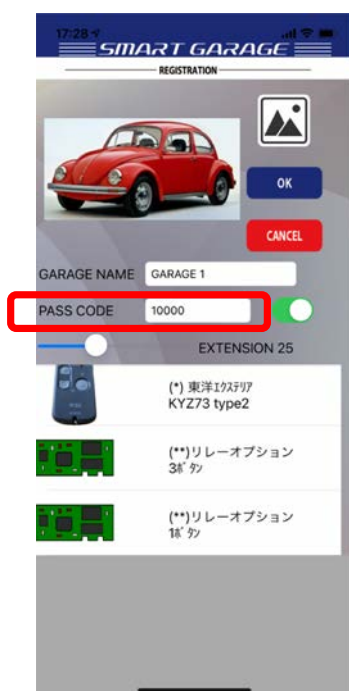 17:28
SMART GARAGE
REGISTRATION
OK
CANCEL
GARAGE NAME GARAGE 1
PASS CODE 10000
EXTENSION 25
(*) 東洋ｴｸｽﾃﾘｱ
KYZ73 type2
(**)リレーオプション
3ﾎﾞﾀﾝ
(**)リレーオプション
1ﾎﾞﾀﾝ